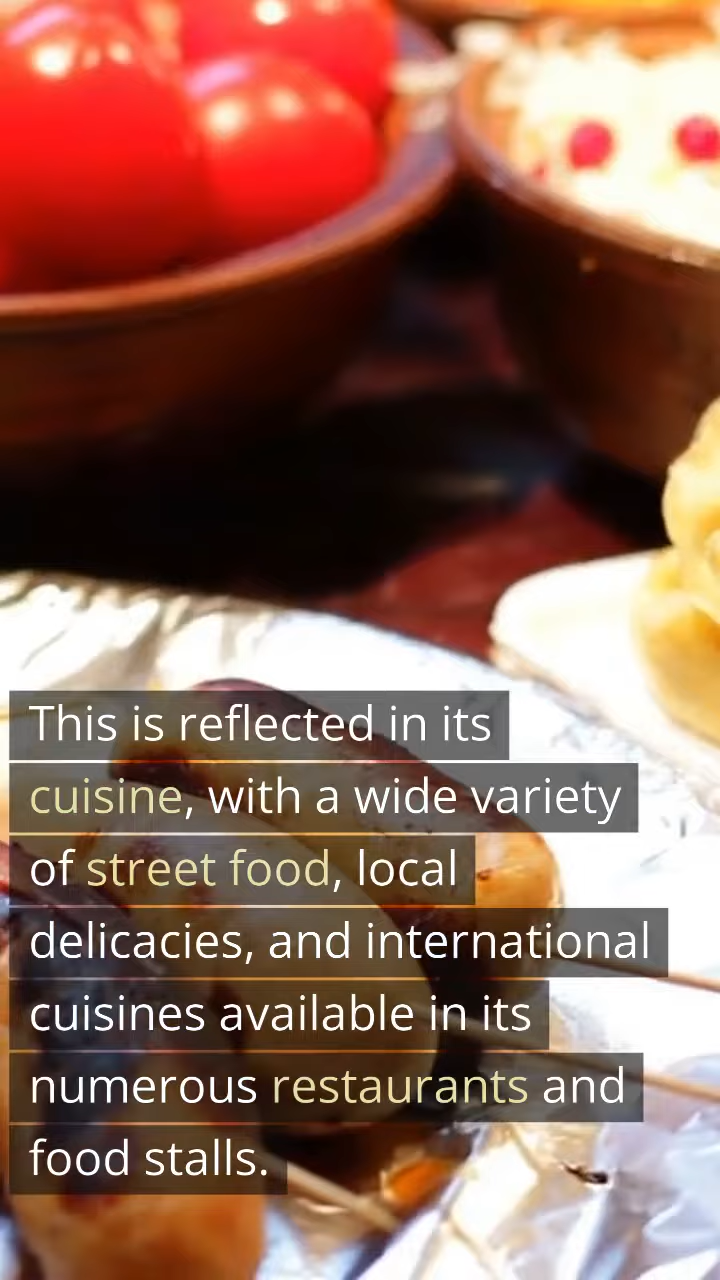 This is reflected in its
cuisine, with a wide variety
of street food, local
delicacies, and international
cuisines available in its
numerous restaurants and
food stalls.